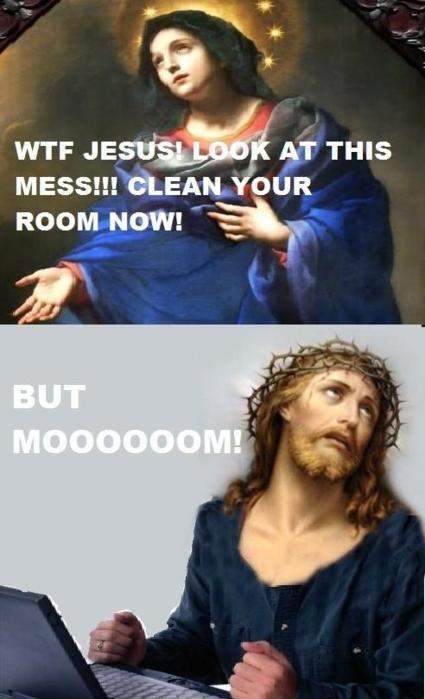 WTF JESUS! LOOK AT THIS
MESS!!! CLEAN YOUR
ROOM NOW!
BUT
MOOOOOOM!